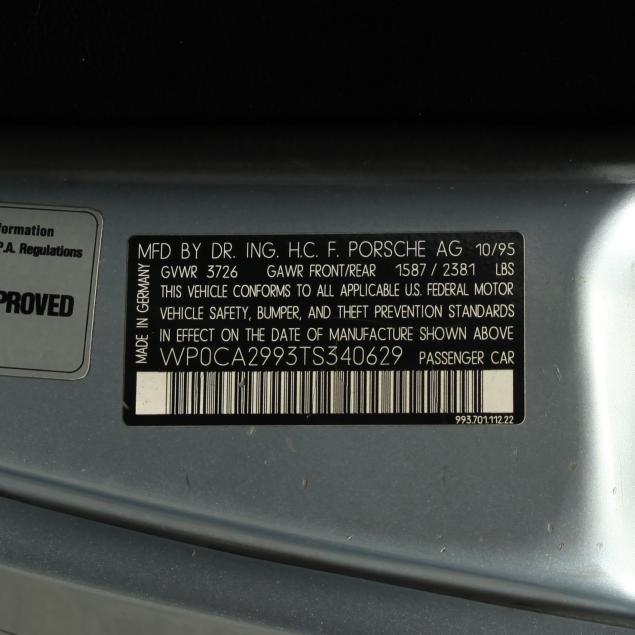 formation
P.A. Regulations
PROVED
MFD BY DR. ING. H.C. F. PORSCHE AG 10/95
GVWR 3726 GAWR FRONT/REAR 1587 / 2381 LBS
THIS VEHICLE CONFORMS TO ALL APPLICABLE U.S. FEDERAL MOTOR
VEHICLE SAFETY, BUMPER, AND THEFT PREVENTION STANDARDS
IN EFFECT ON THE DATE OF MANUFACTURE SHOWN ABOVE
WP0CA2993TS340629 PASSENGER CAR
993.701.112.22
MADE IN GERMANY